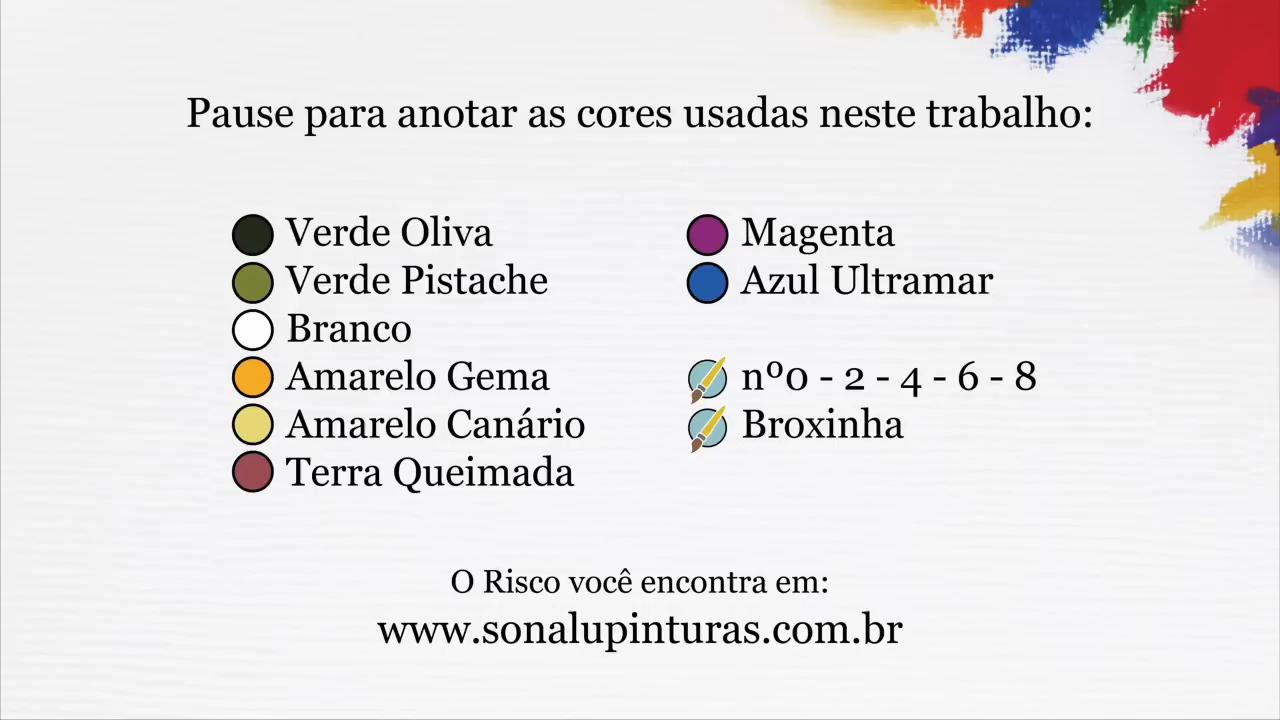 Pause para anotar as cores usadas neste trabalho:
Verde Oliva
Verde Pistache
Branco
Amarelo Gema
Amarelo Canário
Terra Queimada
Magenta
Azul Ultramar
nº0 - 2 - 4 - 6 - 8
Broxinha
O Risco você encontra em:
www.sonalupinturas.com.br